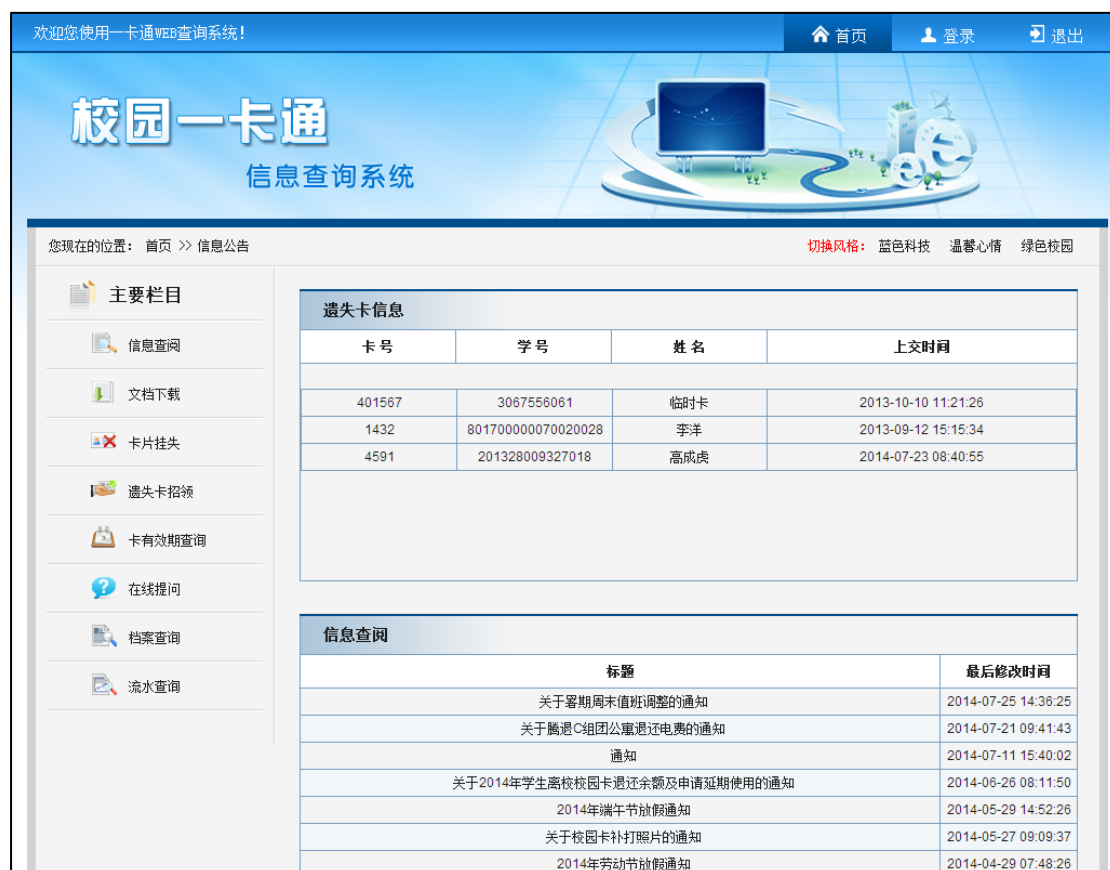 欢迎您使用一卡通WEB查询系统! 首页 登录 退出
校园一卡通
信息查询系统
您现在的位置: 首页 >> 信息公告 切换风格: 蓝色科技 温馨心情 绿色校园
主要栏目
信息查阅
文档下载
卡片挂失
遗失卡招领
卡有效期查询
在线提问
档案查询
流水查询
遗失卡信息
卡号 学号 姓名 上交时间
401567 3067556061 临时卡 2013-10-10 11:21:26
1432 801700000070020028 李洋 2013-09-12 15:15:34
4591 201328009327018 高成虎 2014-07-23 08:40:55
信息查阅
标题 最后修改时间
关于署期周末值班调整的通知 2014-07-25 14:36:25
关于腾退C组团公寓退还电费的通知 2014-07-21 09:41:43
通知 2014-07-11 15:40:02
关于2014年学生离校校园卡退还余额及申请延期使用的通知 2014-06-26 08:11:50
2014年端午节放假通知 2014-05-29 14:52:26
关于校园卡补打照片的通知 2014-05-27 09:09:37
2014年劳动节放假通知 2014-04-29 07:48:26